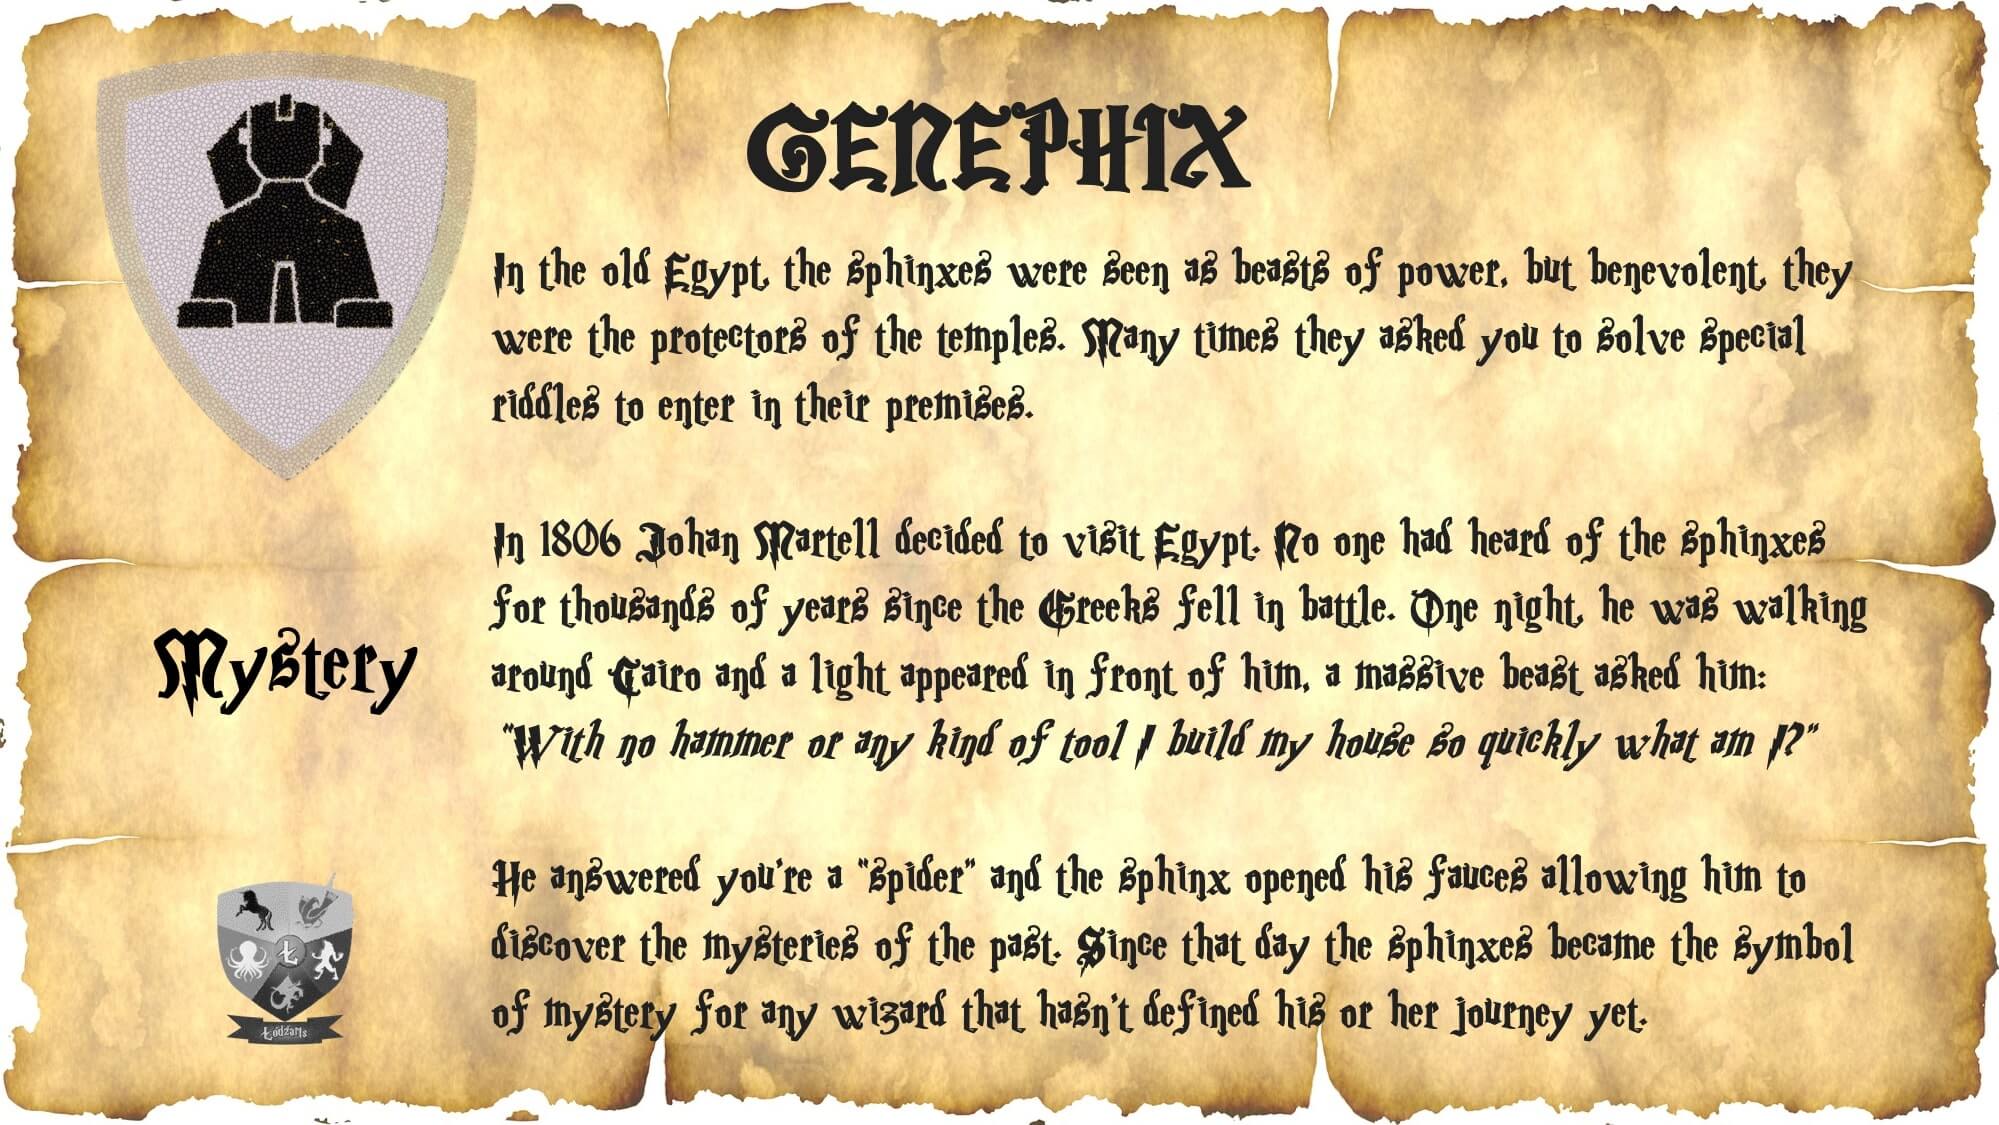 GENEPHIX
In the old Egypt, the sphinxes were seen as beasts of power, but benevolent, they
were the protectors of the temples. Many times they asked you to solve special
riddles to enter in their premises.
In 1806 Johan Martell decided to visit Egypt. No one had heard of the sphinxes
for thousands of years since the Greeks fell in battle. One night, he was walking
around Cairo and a light appeared in front of him, a massive beast asked him:
"With no hammer or any kind of tool I build my house so quickly what am I?"
Mystery
He answered you're a "spider" and the sphinx opened his fauces allowing him to
discover the mysteries of the past. Since that day the sphinxes became the symbol
of mystery for any wizard that hasn't defined his or her journey yet.
Ł
Łodzarts